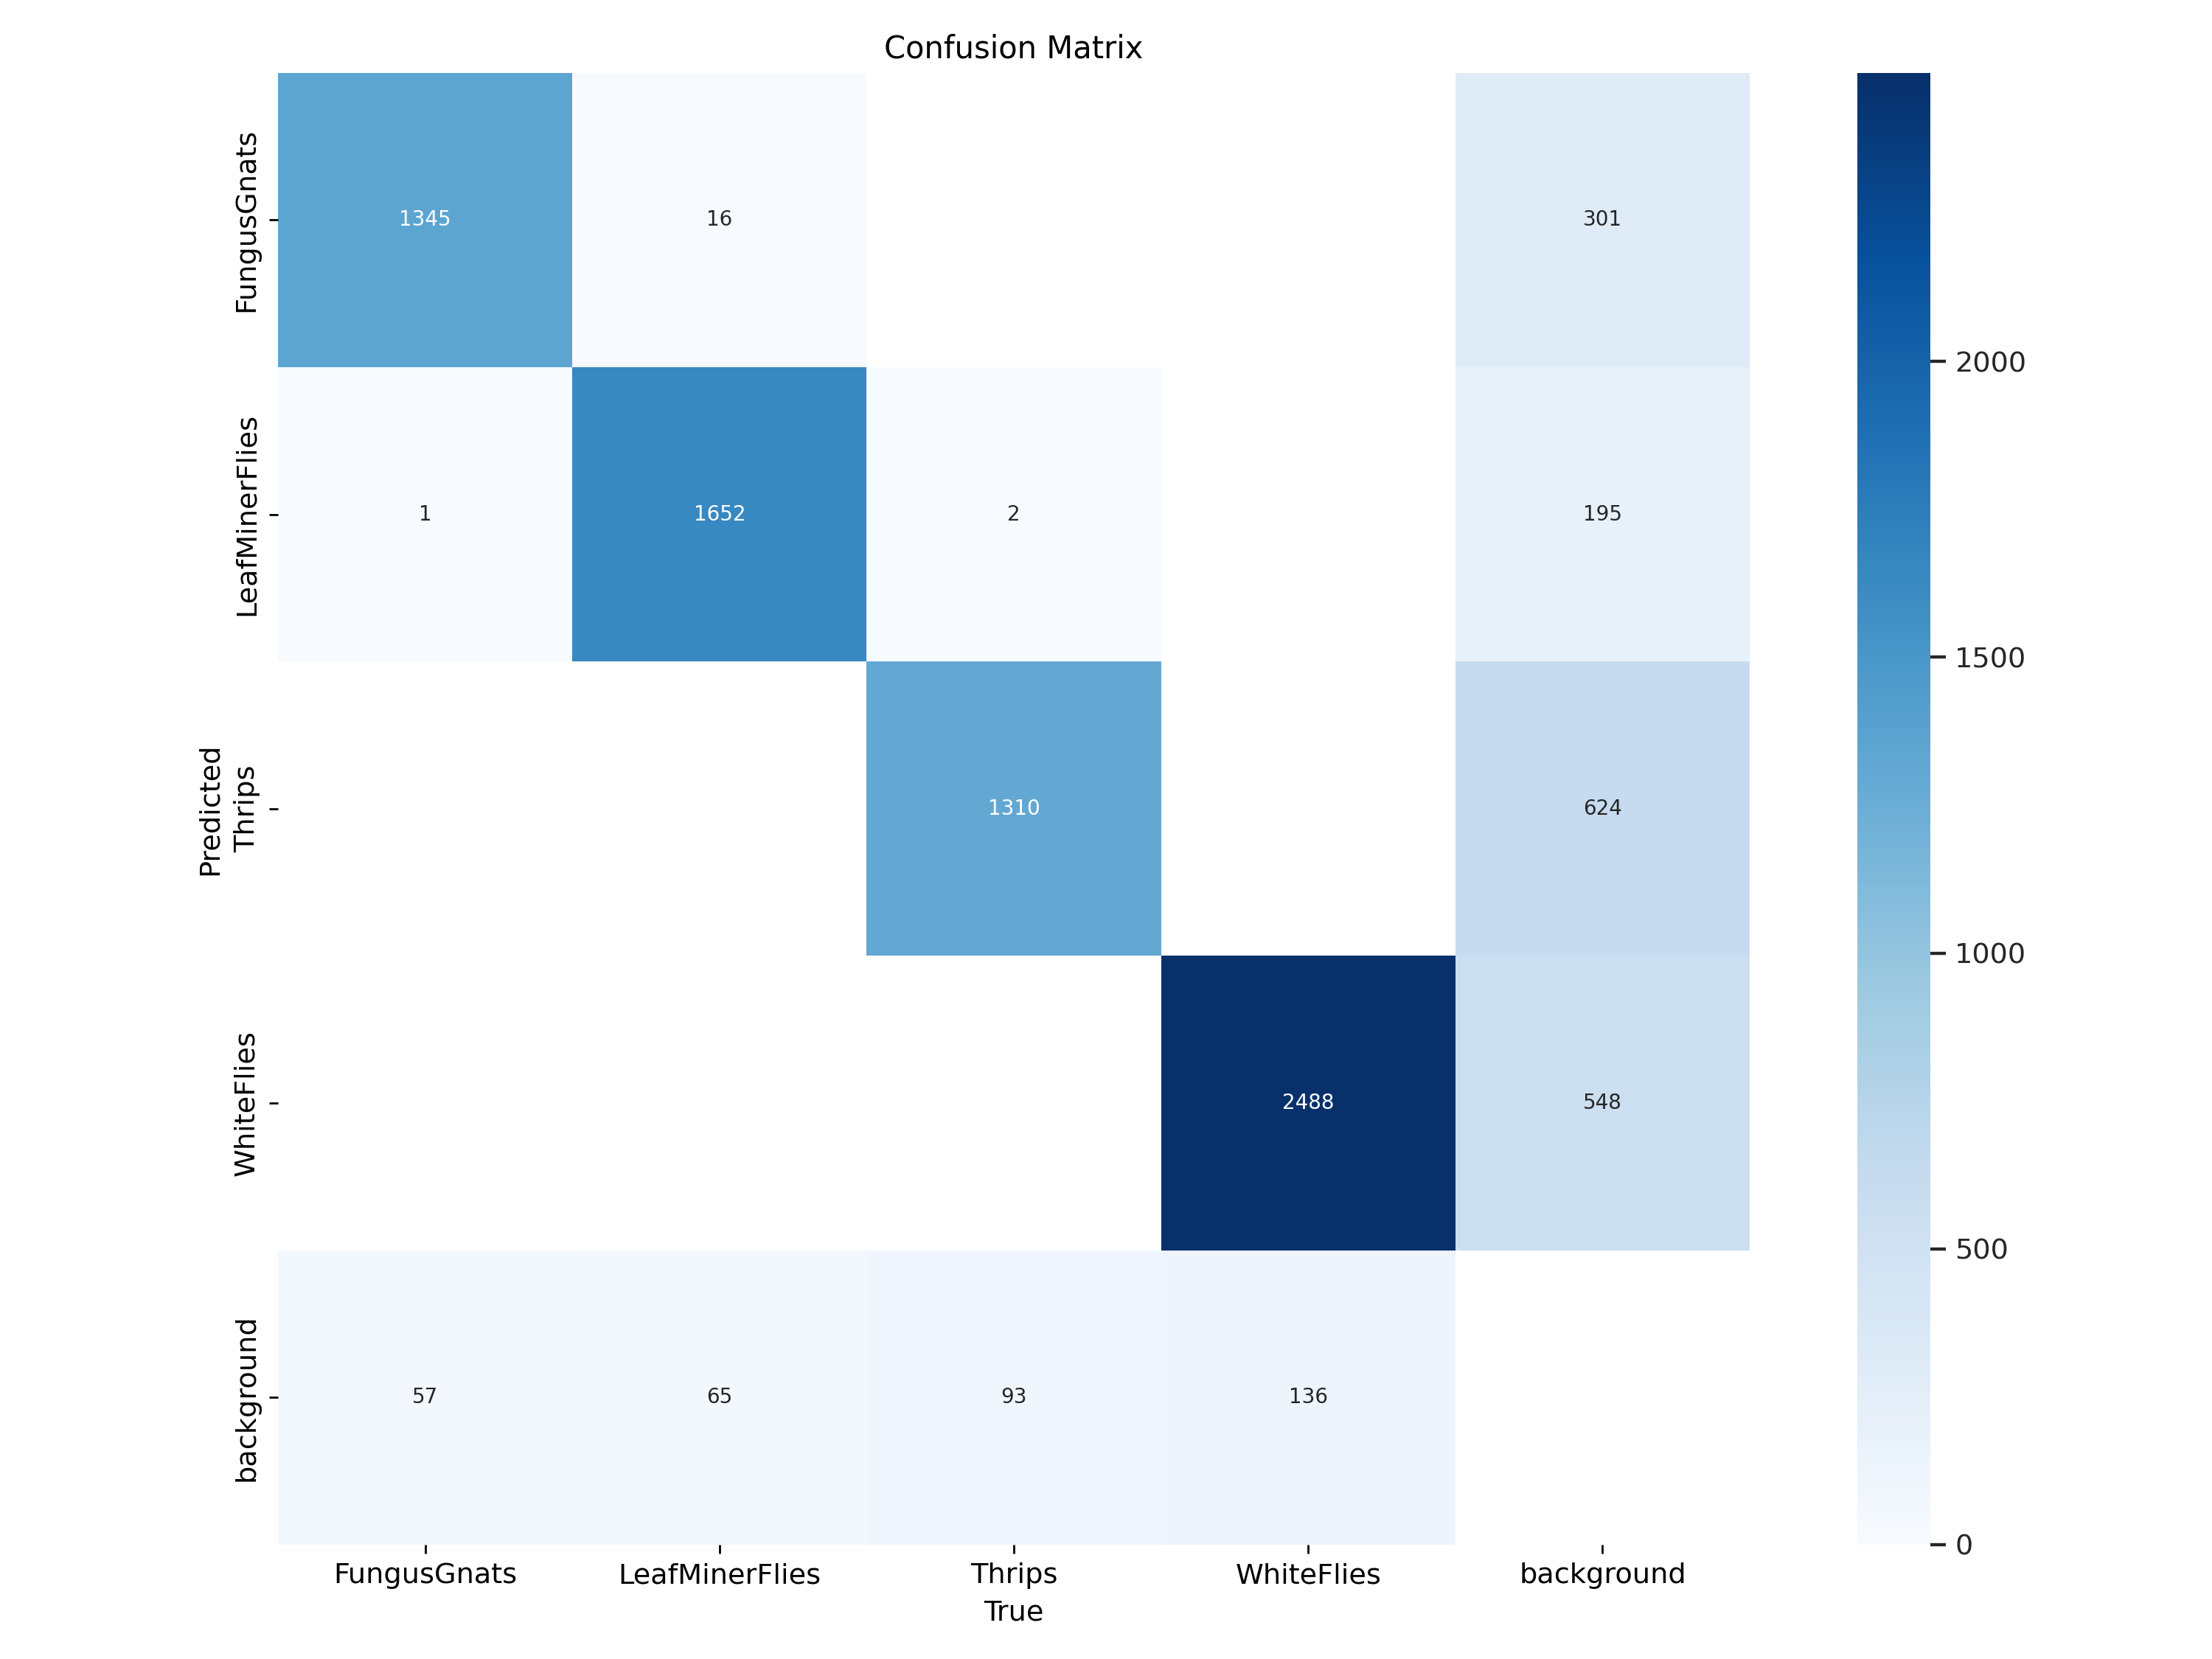 Confusion Matrix
FungusGnats
1345
16
301
LeafMinerFlies
1
1652
2
195
Predicted
Thrips
1310
624
WhiteFlies
2488
548
background
57
65
93
136
FungusGnats
LeafMinerFlies
Thrips
WhiteFlies
background
True
2000
1500
1000
500
0